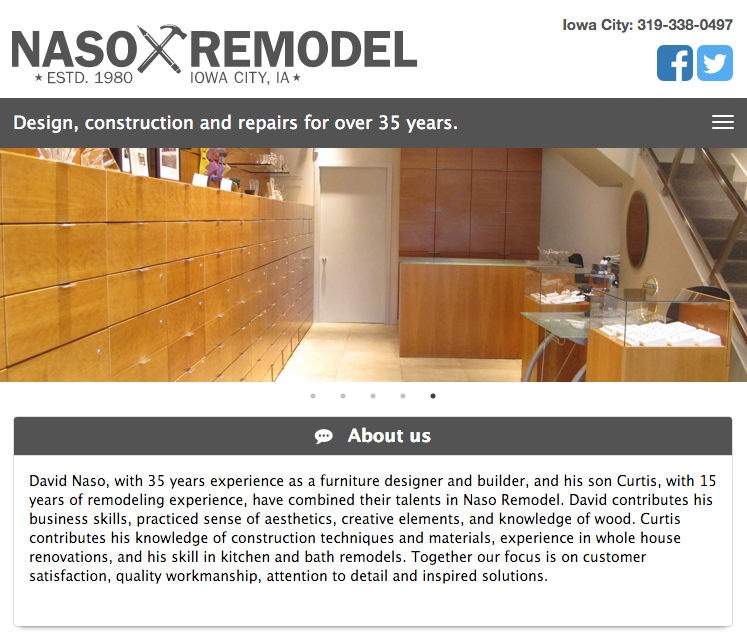 Iowa City: 319-338-0497
NASO REMODEL
ESTD. 1980 IOWA CITY, IA
Design, construction and repairs for over 35 years.
About us
David Naso, with 35 years experience as a furniture designer and builder, and his son Curtis, with 15
years of remodeling experience, have combined their talents in Naso Remodel. David contributes his
business skills, practiced sense of aesthetics, creative elements, and knowledge of wood. Curtis
contributes his knowledge of construction techniques and materials, experience in whole house
renovations, and his skill in kitchen and bath remodels. Together our focus is on customer
satisfaction, quality workmanship, attention to detail and inspired solutions.